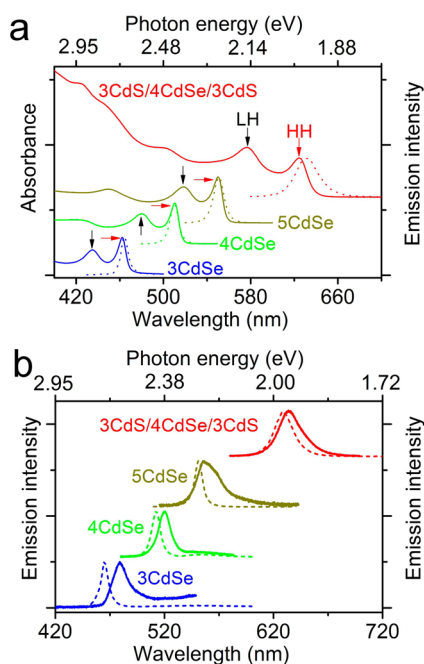 a
Photon energy (eV)
2.95 2.48 2.14 1.88
3CdS/4CdSe/3CdS
LH
HH
5CdSe
4CdSe
3CdSe
Absorbance
Emission intensity
420 500 580 660
Wavelength (nm)
b
Photon energy (eV)
2.95 2.38 2.00 1.72
3CdS/4CdSe/3CdS
5CdSe
4CdSe
3CdSe
Emission intensity
Emission intensity
420 520 620 720
Wavelength (nm)